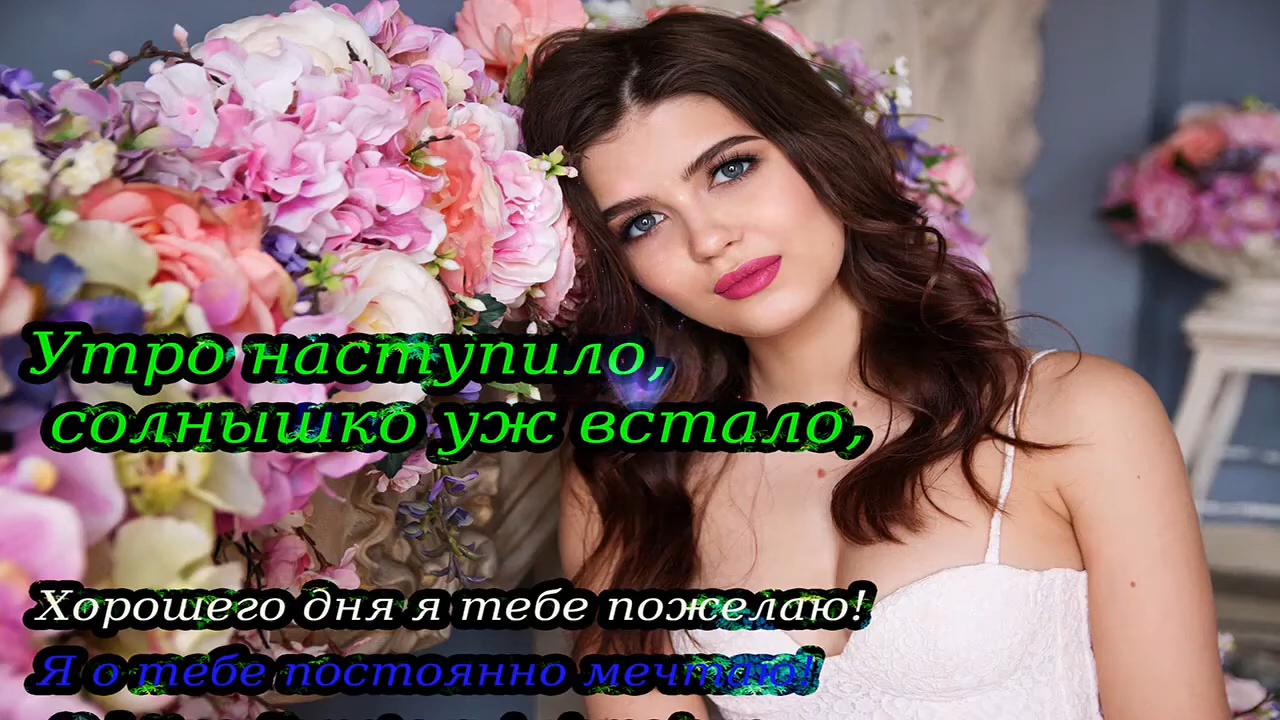 Утро наступило,
солнышко уж встало,
Хорошего дня я тебе пожелаю!
Я о тебе постоянно мечтаю!